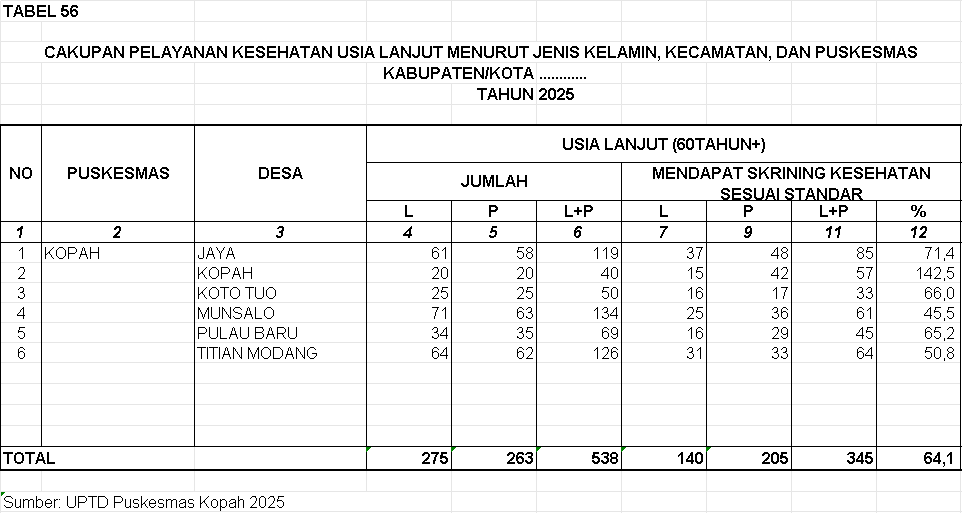 TABEL 56
CAKUPAN PELAYANAN KESEHATAN USIA LANJUT MENURUT JENIS KELAMIN, KECAMATAN, DAN PUSKESMAS
KABUPATEN/KOTA ............
TAHUN 2025
NO PUSKESMAS DESA USIA LANJUT (60TAHUN+)
JUMLAH MENDAPAT SKRINING KESEHATAN
SESUAI STANDAR
L P L+P L P L+P %
1 2 3 4 5 6 7 9 11 12
1 KOPAH JAYA 61 58 119 37 48 85 71,4
2 KOPAH 20 20 40 15 42 57 142,5
3 KOTO TUO 25 25 50 16 17 33 66,0
4 MUNSALO 71 63 134 25 36 61 45,5
5 PULAU BARU 34 35 69 16 29 45 65,2
6 TITIAN MODANG 64 62 126 31 33 64 50,8
TOTAL 275 263 538 140 205 345 64,1
Sumber: UPTD Puskesmas Kopah 2025